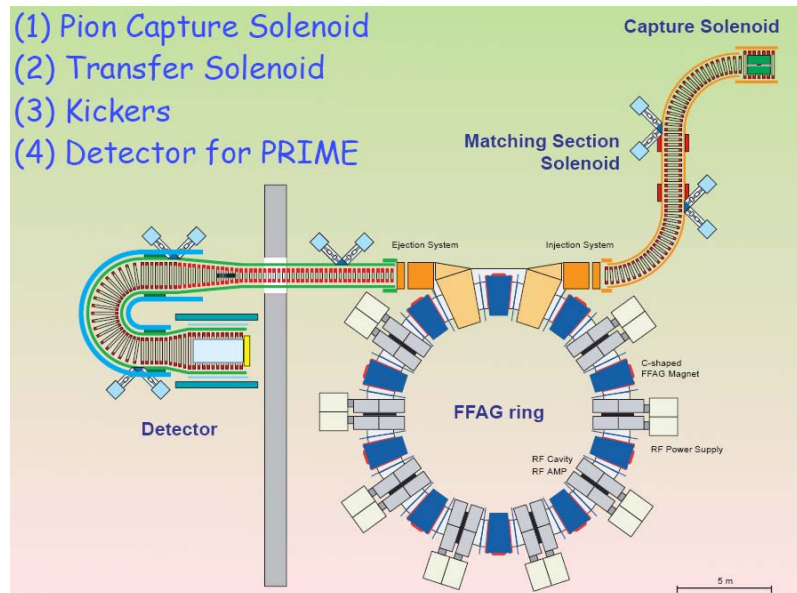 (1) Pion Capture Solenoid
(2) Transfer Solenoid
(3) Kickers
(4) Detector for PRIME
Capture Solenoid
Matching Section
Solenoid
Ejection System
Injection System
C-shaped
FFAG Magnet
FFAG ring
Detector
RF Power Supply
RF Cavity
RF AMP
5 m